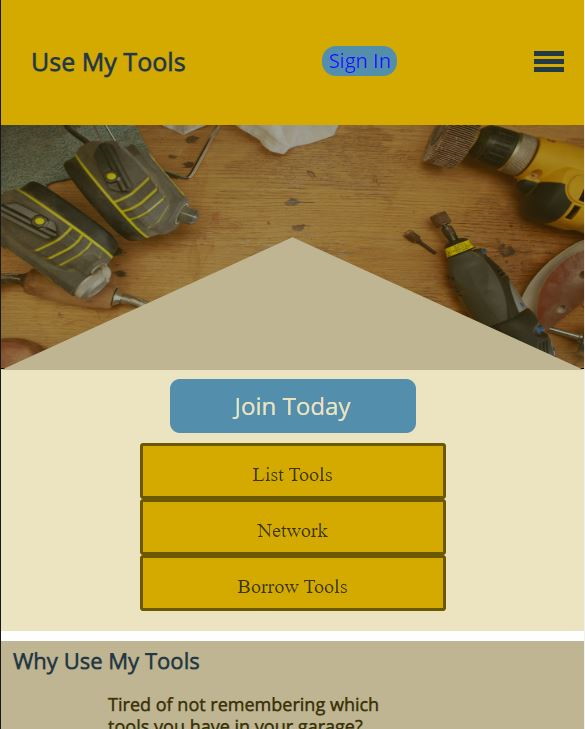 Use My Tools
Sign In
Join Today
List Tools
Network
Borrow Tools
Why Use My Tools
Tired of not remembering which
tools you have in your garage?